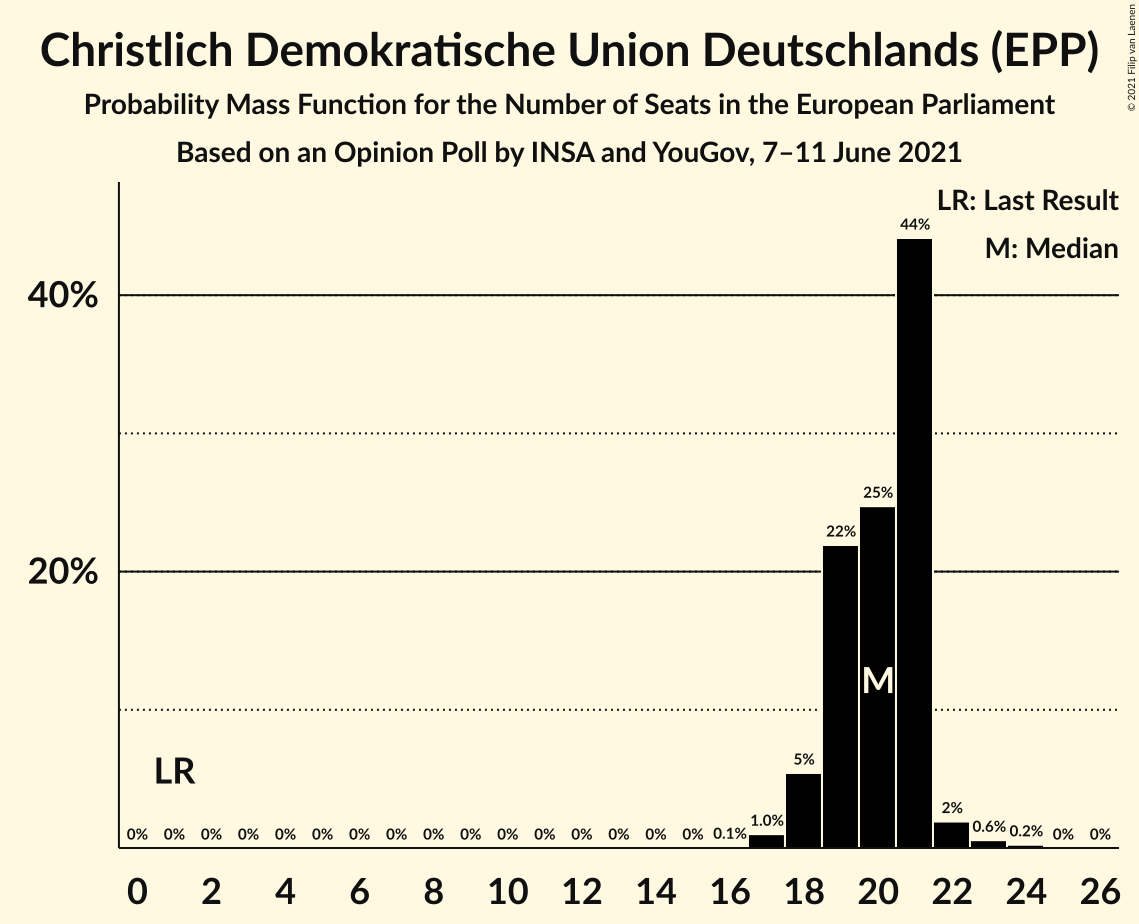 Christlich Demokratische Union Deutschlands (EPP)
Probability Mass Function for the Number of Seats in the European Parliament
Based on an Opinion Poll by INSA and YouGov, 7–11 June 2021
© 2021 Filip van Laenen
LR: Last Result
M: Median
44%
40%
25%
22%
20%
M
LR
5%
2%
0% 0% 0% 0% 0% 0% 0% 0% 0% 0% 0% 0% 0% 0% 0% 0% 0.1% 1.0% 0.6% 0.2% 0% 0%
0 2 4 6 8 10 12 14 16 18 20 22 24 26